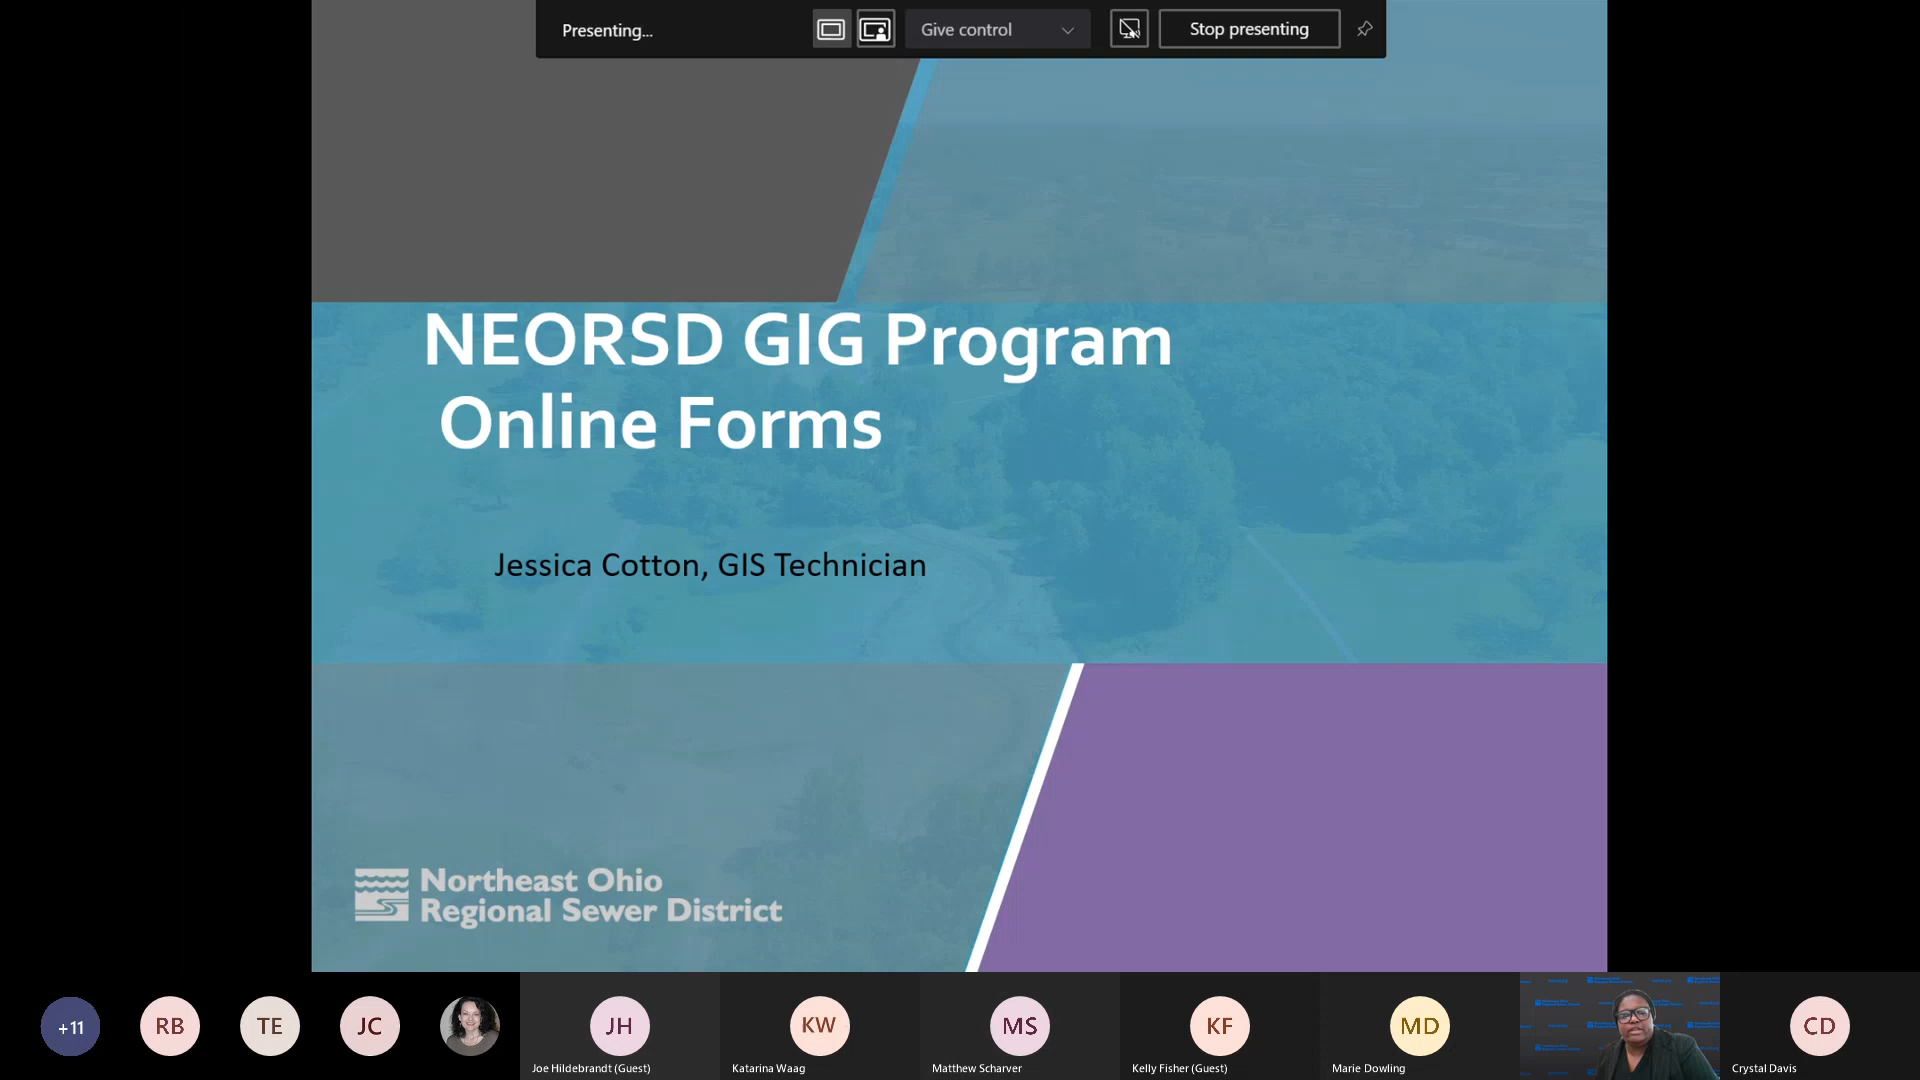 Presenting...
Give control
Stop presenting
NEORSD GIG Program
Online Forms
Jessica Cotton, GIS Technician
Northeast Ohio
Regional Sewer District
+11
RB
TE
JC
JH
KW
MS
KF
MD
CD
Joe Hildebrandt (Guest)
Katarina Waag
Matthew Scharver
Kelly Fisher (Guest)
Marie Dowling
Crystal Davis